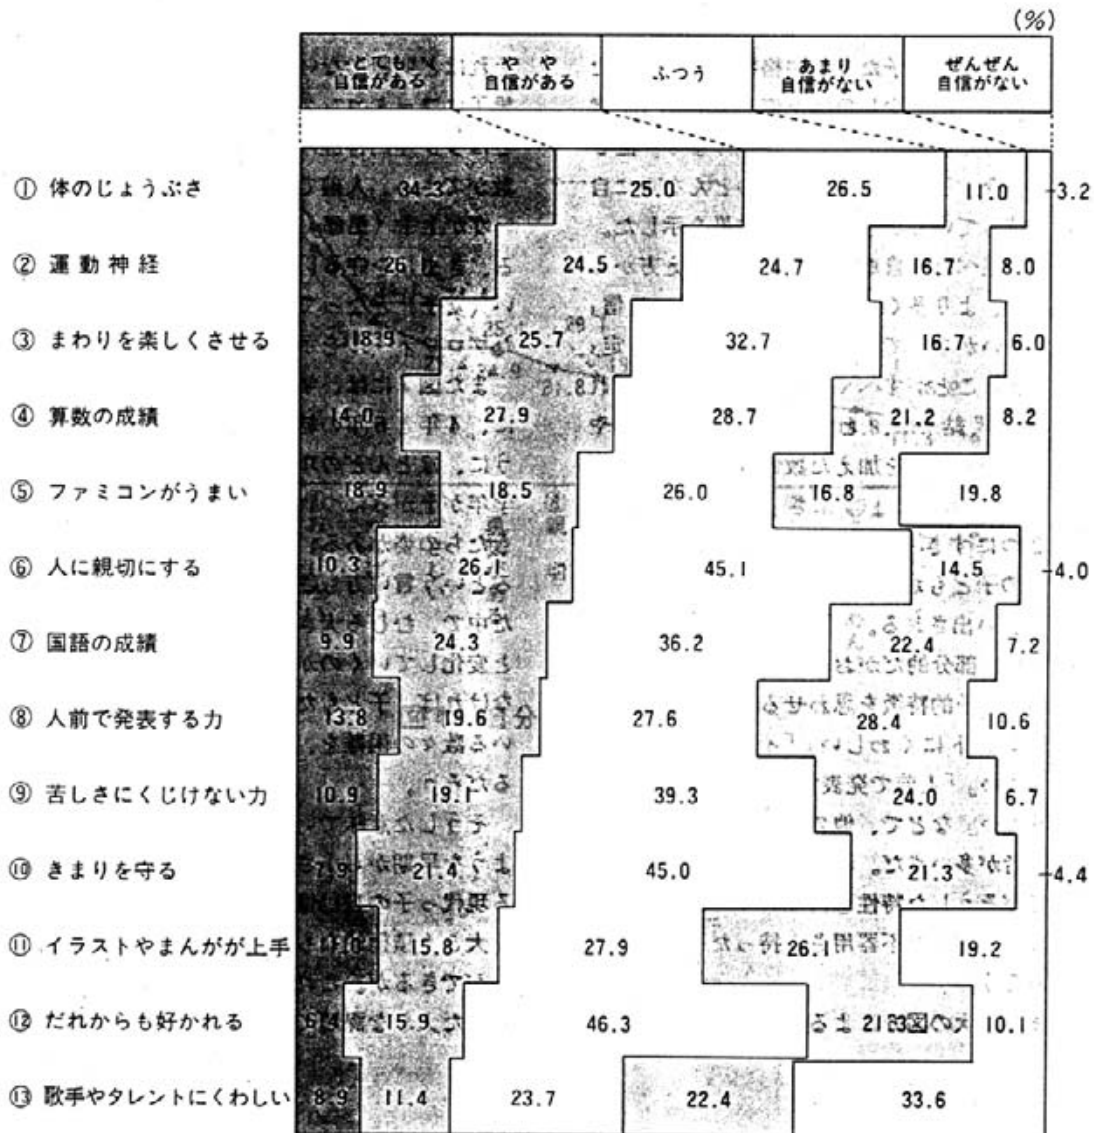 (%)
とても
自信がある
やや
自信がある
ふつう
あまり
自信がない
ぜんぜん
自信がない
① 体のじょうぶさ 34.3 25.0 26.5 11.0 3.2
② 運動神経 26.1 24.5 24.7 16.7 8.0
③ まわりを楽しくさせる 18.9 25.7 32.7 16.7 6.0
④ 算数の成績 14.0 27.9 28.7 21.2 8.2
⑤ ファミコンがうまい 18.9 18.5 26.0 16.8 19.8
⑥ 人に親切にする 10.3 26.1 45.1 14.5 4.0
⑦ 国語の成績 9.9 24.3 36.2 22.4 7.2
⑧ 人前で発表する力 13.8 19.6 27.6 28.4 10.6
⑨ 苦しさにくじけない力 10.9 19.1 39.3 24.0 6.7
⑩ きまりを守る 7.9 21.4 45.0 21.3 4.4
⑪ イラストやまんがが上手 11.0 15.8 27.9 26.1 19.2
⑫ だれからも好かれる 6.4 15.9 46.3 21.3 10.1
⑬ 歌手やタレントにくわしい 8.9 11.4 23.7 22.4 33.6